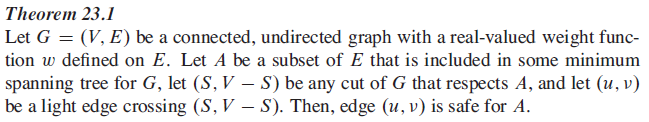 Theorem 23.1
Let G = (V, E) be a connected, undirected graph with a real-valued weight func-
tion w defined on E. Let A be a subset of E that is included in some minimum
spanning tree for G, let (S, V − S) be any cut of G that respects A, and let (u, v)
be a light edge crossing (S, V − S). Then, edge (u, v) is safe for A.